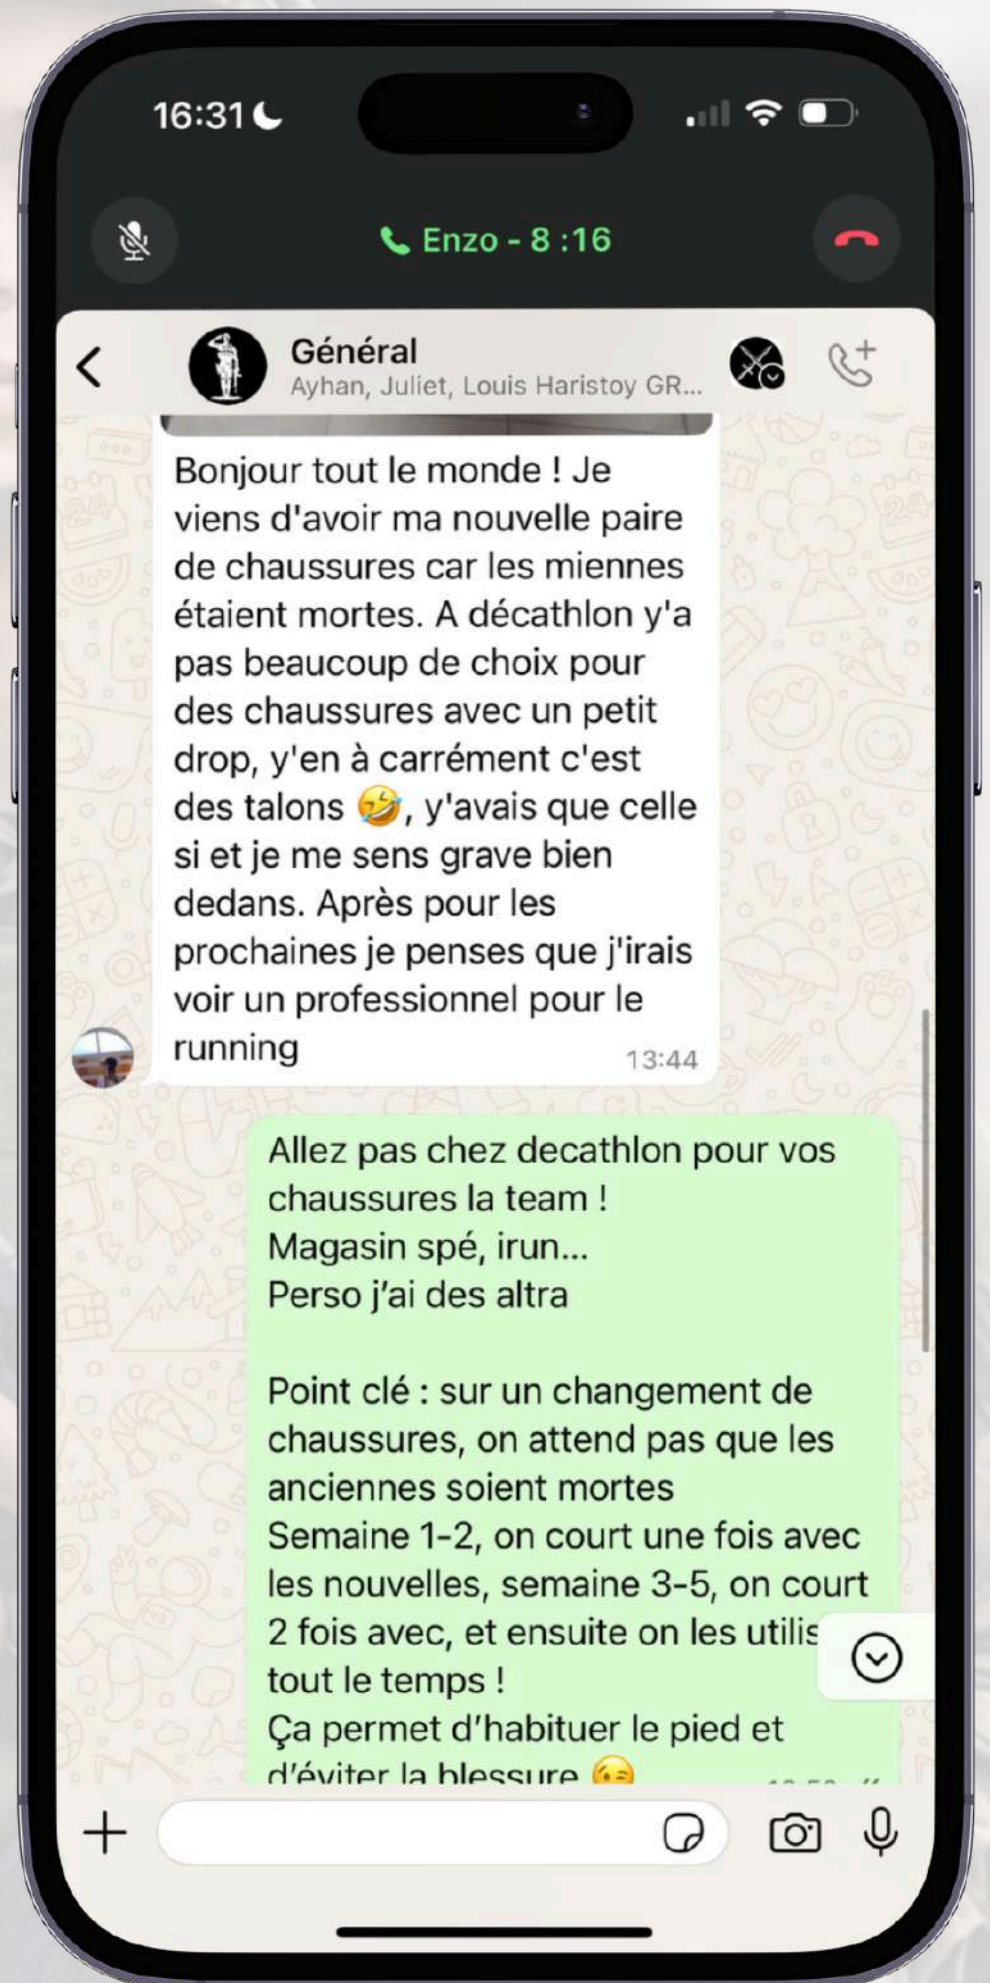 16:31
Enzo - 8 :16
Général
Ayhan, Juliet, Louis Haristoy GR...
Bonjour tout le monde ! Je
viens d'avoir ma nouvelle paire
de chaussures car les miennes
étaient mortes. A décathlon y'a
pas beaucoup de choix pour
des chaussures avec un petit
drop, y'en à carrément c'est
des talons 🤣, y'avais que celle
si et je me sens grave bien
dedans. Après pour les
prochaines je penses que j'irais
voir un professionnel pour le
running
13:44
Allez pas chez decathlon pour vos
chaussures la team !
Magasin spé, irun...
Perso j'ai des altra
Point clé : sur un changement de
chaussures, on attend pas que les
anciennes soient mortes
Semaine 1-2, on court une fois avec
les nouvelles, semaine 3-5, on court
2 fois avec, et ensuite on les utilis
tout le temps !
Ça permet d'habituer le pied et
d'éviter la blessure 😉